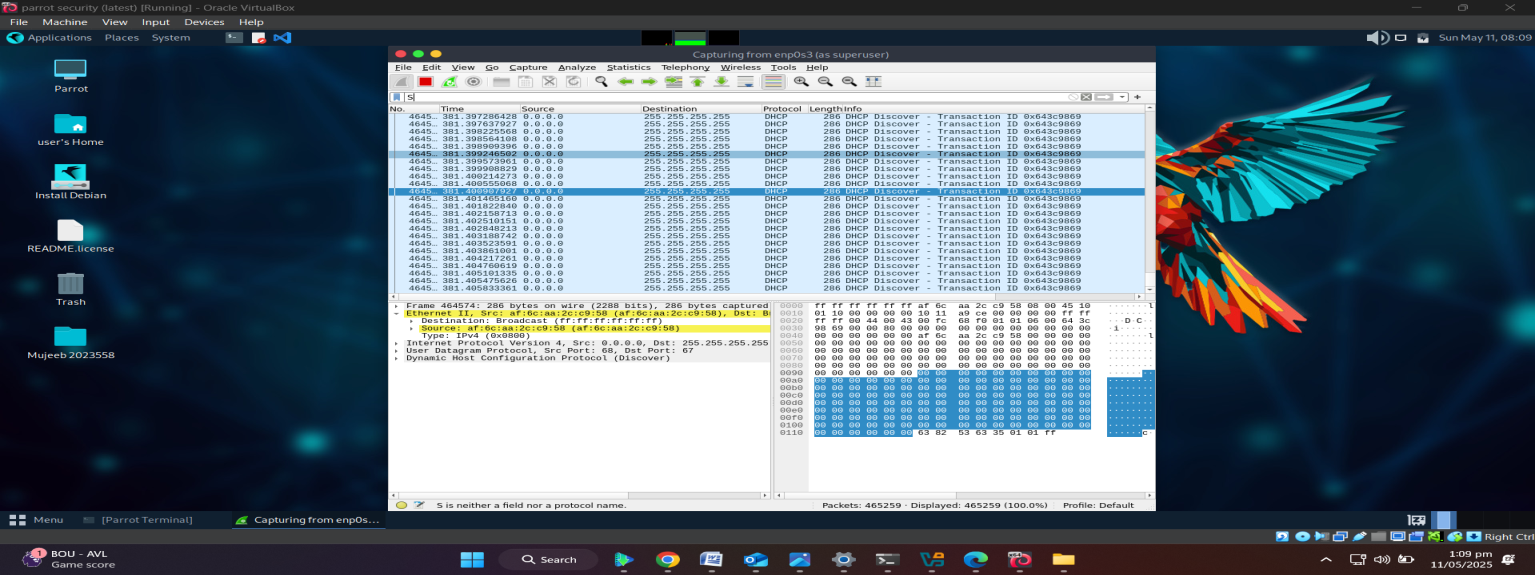 parrot security (latest) [Running] - Oracle VirtualBox
File Machine View Input Devices Help
Applications Places System
Sun May 11, 08:09
Parrot
user's Home
Install Debian
README.license
Trash
Mujeeb 2023558
Capturing from enp0s3 (as superuser)
File Edit View Go Capture Analyze Statistics Telephony Wireless Tools Help
S
No. Time Source Destination Protocol Length Info
4645… 381.397286428 0.0.0.0 255.255.255.255 DHCP 286 DHCP Discover - Transaction ID 0x643c9869
4645… 381.397637927 0.0.0.0 255.255.255.255 DHCP 286 DHCP Discover - Transaction ID 0x643c9869
4645… 381.398225568 0.0.0.0 255.255.255.255 DHCP 286 DHCP Discover - Transaction ID 0x643c9869
4645… 381.398564108 0.0.0.0 255.255.255.255 DHCP 286 DHCP Discover - Transaction ID 0x643c9869
4645… 381.398909396 0.0.0.0 255.255.255.255 DHCP 286 DHCP Discover - Transaction ID 0x643c9869
4645… 381.399246502 0.0.0.0 255.255.255.255 DHCP 286 DHCP Discover - Transaction ID 0x643c9869
4645… 381.399573961 0.0.0.0 255.255.255.255 DHCP 286 DHCP Discover - Transaction ID 0x643c9869
4645… 381.399908829 0.0.0.0 255.255.255.255 DHCP 286 DHCP Discover - Transaction ID 0x643c9869
4645… 381.400214273 0.0.0.0 255.255.255.255 DHCP 286 DHCP Discover - Transaction ID 0x643c9869
4645… 381.400555068 0.0.0.0 255.255.255.255 DHCP 286 DHCP Discover - Transaction ID 0x643c9869
4645… 381.400907927 0.0.0.0 255.255.255.255 DHCP 286 DHCP Discover - Transaction ID 0x643c9869
4645… 381.401465160 0.0.0.0 255.255.255.255 DHCP 286 DHCP Discover - Transaction ID 0x643c9869
4645… 381.401822840 0.0.0.0 255.255.255.255 DHCP 286 DHCP Discover - Transaction ID 0x643c9869
4645… 381.402158713 0.0.0.0 255.255.255.255 DHCP 286 DHCP Discover - Transaction ID 0x643c9869
4645… 381.402510151 0.0.0.0 255.255.255.255 DHCP 286 DHCP Discover - Transaction ID 0x643c9869
4645… 381.402848213 0.0.0.0 255.255.255.255 DHCP 286 DHCP Discover - Transaction ID 0x643c9869
4645… 381.403188742 0.0.0.0 255.255.255.255 DHCP 286 DHCP Discover - Transaction ID 0x643c9869
4645… 381.403523591 0.0.0.0 255.255.255.255 DHCP 286 DHCP Discover - Transaction ID 0x643c9869
4645… 381.403861001 0.0.0.0 255.255.255.255 DHCP 286 DHCP Discover - Transaction ID 0x643c9869
4645… 381.404217261 0.0.0.0 255.255.255.255 DHCP 286 DHCP Discover - Transaction ID 0x643c9869
4645… 381.404760619 0.0.0.0 255.255.255.255 DHCP 286 DHCP Discover - Transaction ID 0x643c9869
4645… 381.405101335 0.0.0.0 255.255.255.255 DHCP 286 DHCP Discover - Transaction ID 0x643c9869
4645… 381.405475626 0.0.0.0 255.255.255.255 DHCP 286 DHCP Discover - Transaction ID 0x643c9869
4645… 381.405833361 0.0.0.0 255.255.255.255 DHCP 286 DHCP Discover - Transaction ID 0x643c9869
Frame 464574: 286 bytes on wire (2288 bits), 286 bytes captured
Ethernet II, Src: af:6c:aa:2c:c9:58 (af:6c:aa:2c:c9:58), Dst: B
Destination: Broadcast (ff:ff:ff:ff:ff:ff)
Source: af:6c:aa:2c:c9:58 (af:6c:aa:2c:c9:58)
Type: IPv4 (0x0800)
Internet Protocol Version 4, Src: 0.0.0.0, Dst: 255.255.255.255
User Datagram Protocol, Src Port: 68, Dst Port: 67
Dynamic Host Configuration Protocol (Discover)
0000 ff ff ff ff ff ff af 6c aa 2c c9 58 08 00 45 10
0010 01 10 00 00 00 00 10 11 a9 ce 00 00 00 00 ff ff
0020 ff ff 00 44 00 43 00 fc 68 f0 01 01 06 00 64 3c
0030 98 69 00 00 80 00 00 00 00 00 00 00 00 00 00 00
0040 00 00 00 00 00 00 af 6c aa 2c c9 58 00 00 00 00
0050 00 00 00 00 00 00 00 00 00 00 00 00 00 00 00 00
0060 00 00 00 00 00 00 00 00 00 00 00 00 00 00 00 00
0070 00 00 00 00 00 00 00 00 00 00 00 00 00 00 00 00
0080 00 00 00 00 00 00 00 00 00 00 00 00 00 00 00 00
0090 00 00 00 00 00 00 00 00 00 00 00 00 00 00 00 00
00a0 00 00 00 00 00 00 00 00 00 00 00 00 00 00 00 00
00b0 00 00 00 00 00 00 00 00 00 00 00 00 00 00 00 00
00c0 00 00 00 00 00 00 00 00 00 00 00 00 00 00 00 00
00d0 00 00 00 00 00 00 00 00 00 00 00 00 00 00 00 00
00e0 00 00 00 00 00 00 00 00 00 00 00 00 00 00 00 00
00f0 00 00 00 00 00 00 00 00 00 00 00 00 00 00 00 00
0100 00 00 00 00 00 00 00 00 00 00 00 00 00 00 00 00
0110 00 00 00 00 00 00 63 82 53 63 35 01 01 ff
S is neither a field nor a protocol name.
Packets: 465259 · Displayed: 465259 (100.0%)
Profile: Default
Menu [Parrot Terminal] Capturing from enp0s...
Right Ctrl
1
BOU - AVL
Game score
Search
1:09 pm
11/05/2025